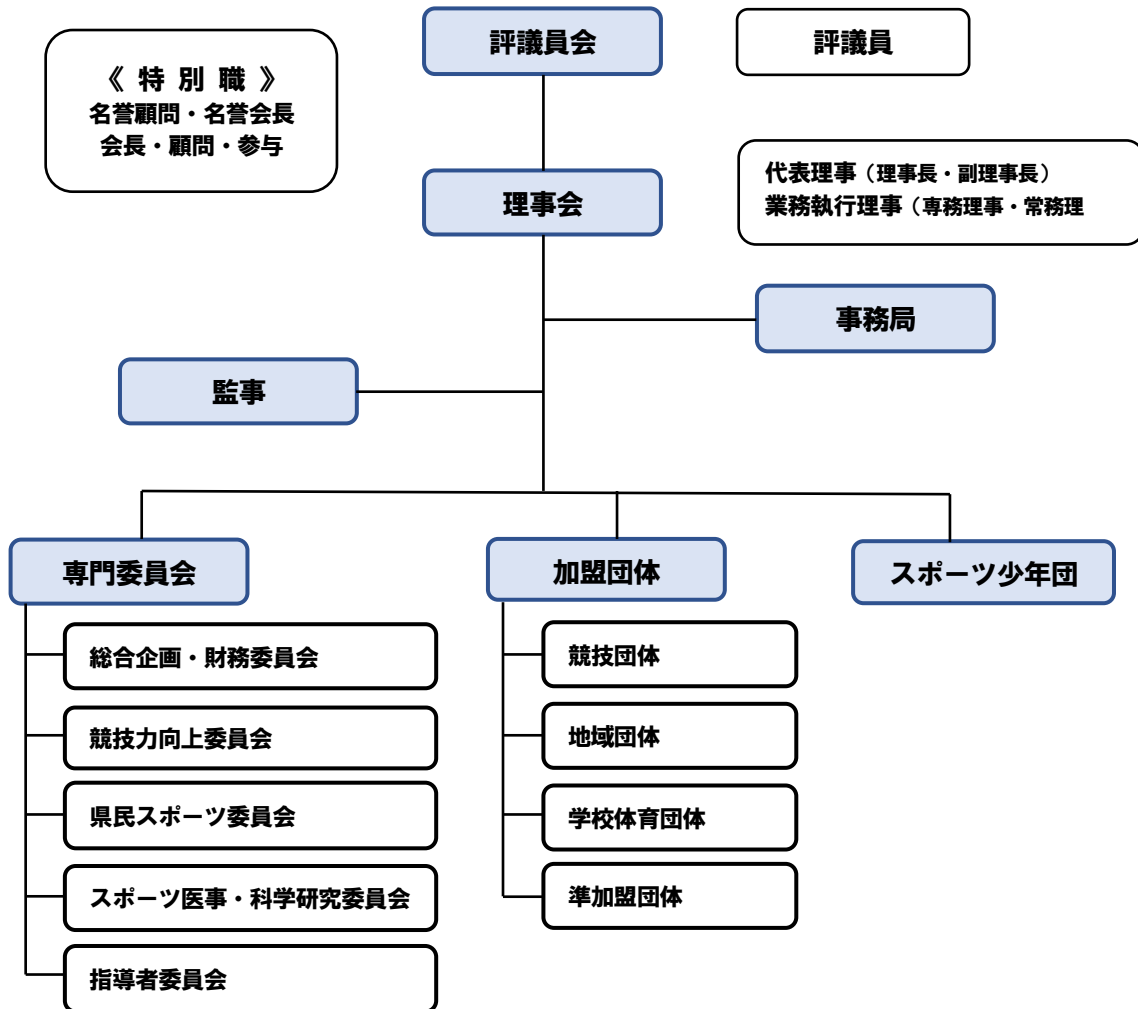 評議員会
評議員
《 特 別 職 》
名誉顧問・名誉会長
会長・顧問・参与
代表理事（理事長・副理事長）
業務執行理事（専務理事・常務理
理事会
事務局
監事
専門委員会
総合企画・財務委員会
競技力向上委員会
県民スポーツ委員会
スポーツ医事・科学研究委員会
指導者委員会
加盟団体
競技団体
地域団体
学校体育団体
準加盟団体
スポーツ少年団